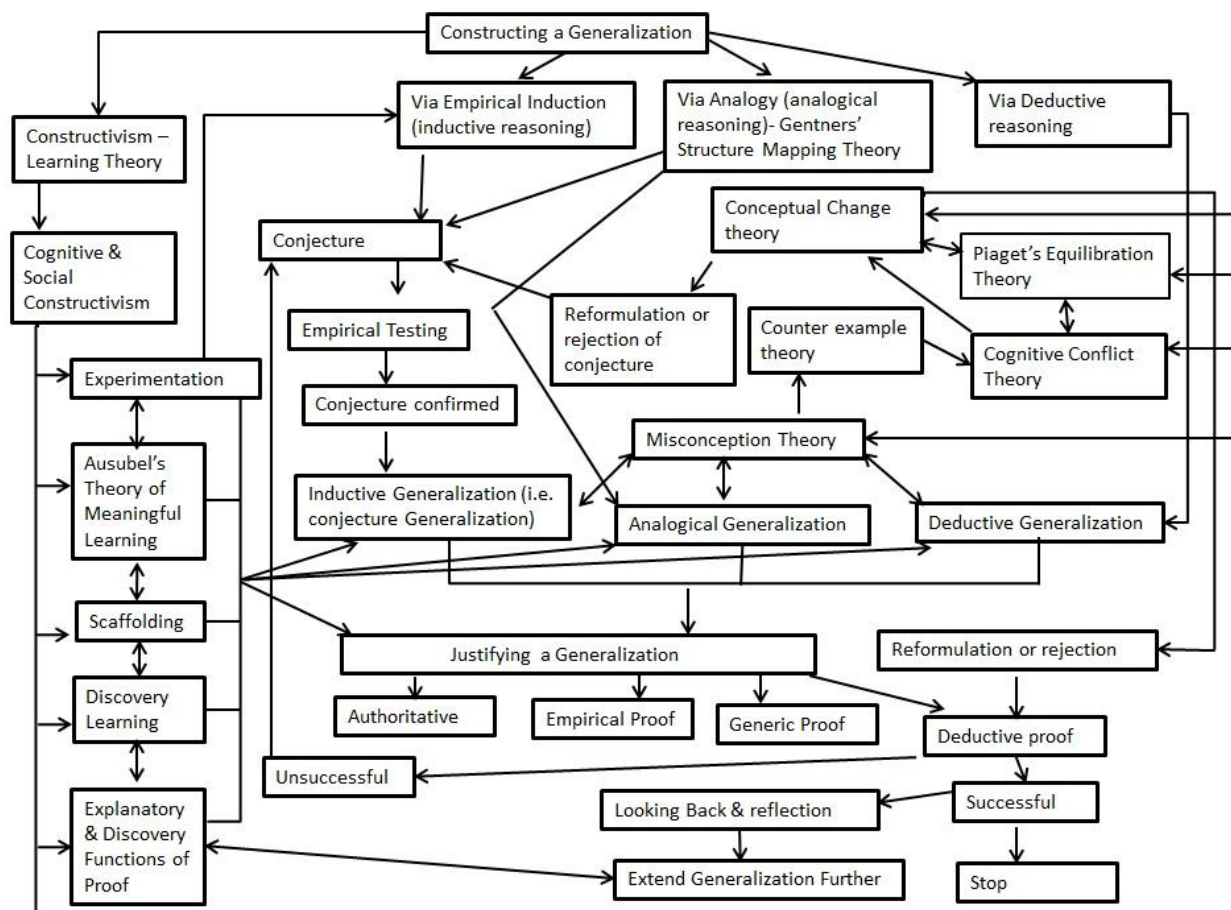 Constructing a Generalization
Via Empirical Induction
(inductive reasoning)
Via Analogy (analogical
reasoning)- Gentners’
Structure Mapping Theory
Via Deductive
reasoning
Constructivism –
Learning Theory
Conceptual Change
theory
Conjecture
Cognitive &
Social
Constructivism
Piaget’s Equilibration
Theory
Empirical Testing
Reformulation or
rejection of
conjecture
Counter example
theory
Cognitive Conflict
Theory
Experimentation
Conjecture confirmed
Misconception Theory
Ausubel’s
Theory of
Meaningful
Learning
Inductive Generalization (i.e.
conjecture Generalization)
Analogical Generalization
Deductive Generalization
Scaffolding
Justifying a Generalization
Reformulation or rejection
Discovery
Learning
Authoritative
Empirical Proof
Generic Proof
Deductive proof
Unsuccessful
Explanatory
& Discovery
Functions of
Proof
Looking Back & reflection
Successful
Extend Generalization Further
Stop